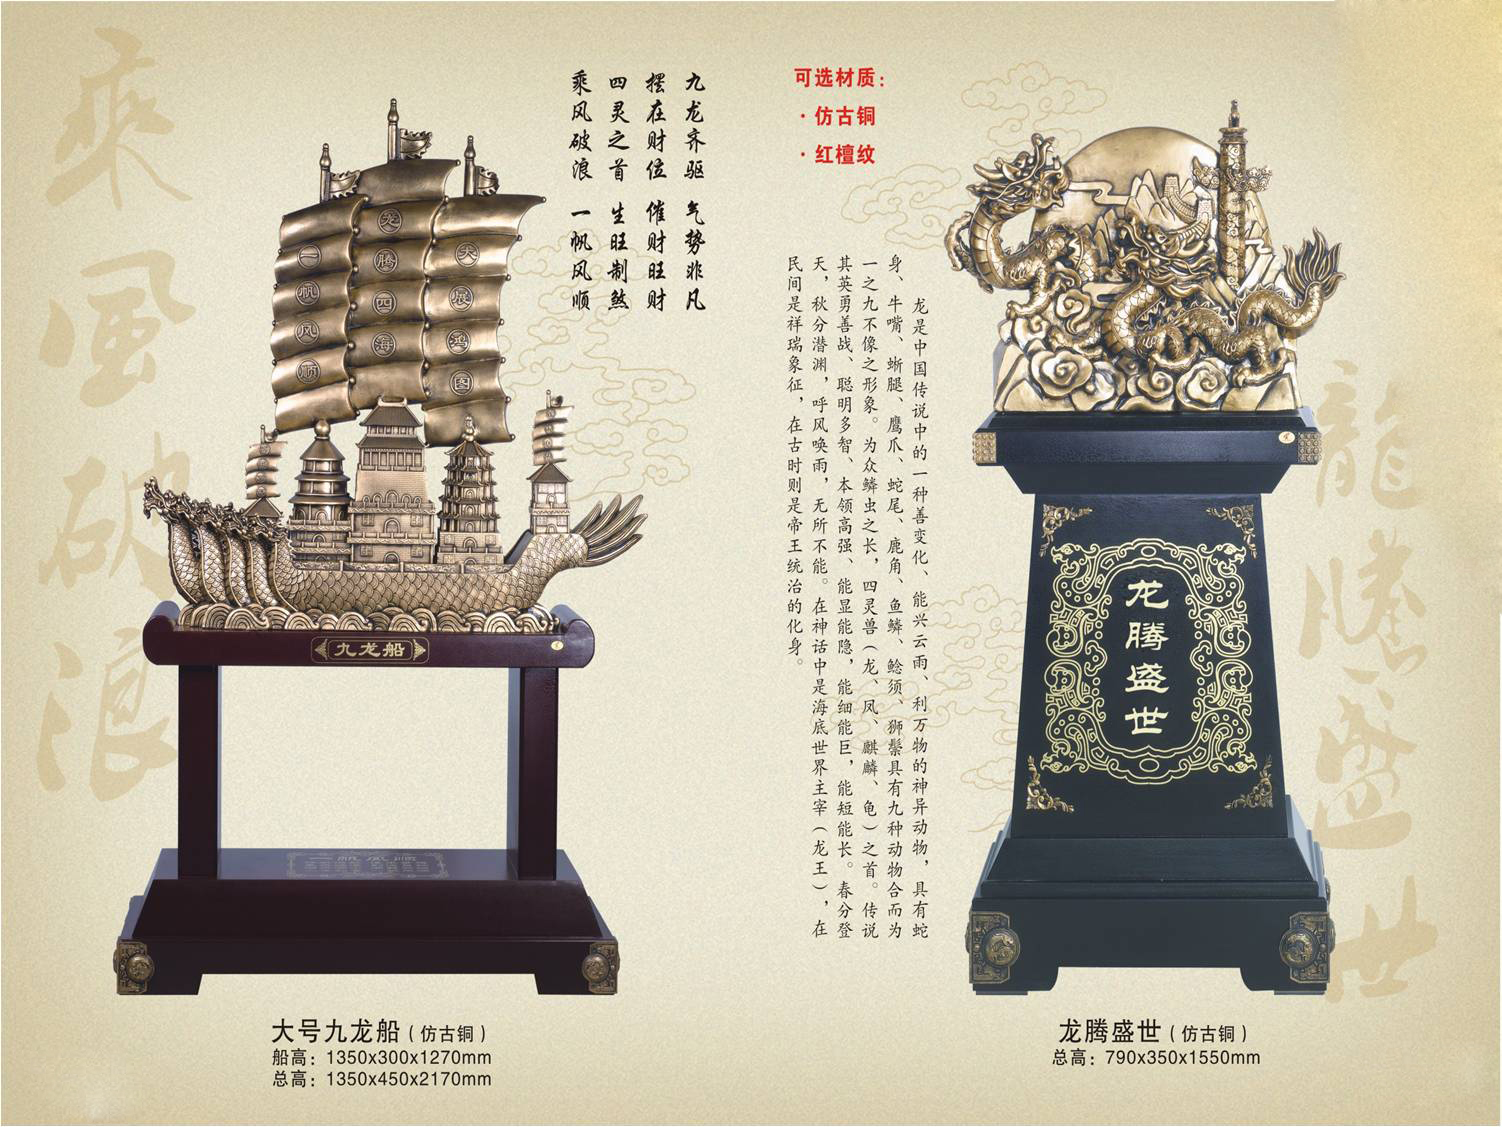 乘風破浪
九龙齐驱 气势非凡
摆在财位 催财旺财
四灵之首 生旺制煞
乘风破浪 一帆风顺
一帆风顺
龙腾四海
大展鸿图
九龙船
一帆风顺
大号九龙船（仿古铜）
船高：1350x300x1270mm
总高：1350x450x2170mm
可选材质：
·仿古铜
·红檀纹
龙是中国传说中的一种善变化、能兴云雨、利万物的神异动物，具有蛇
身、牛嘴、蜥腿、鹰爪、蛇尾、鹿角、鱼鳞、鲶须、狮鬃具有九种动物合而为
一之九不像之形象。为众鳞虫之长，四灵兽（龙、凤、麒麟、龟）之首。传说
其英勇善战、聪明多智、本领高强、能显能隐，能细能巨，能短能长。春分登
天，秋分潜渊，呼风唤雨，无所不能。在神话中是海底世界主宰（龙王），在
民间是祥瑞象征，在古时则是帝王统治的化身。
龙腾盛世
龍騰盛世
龙腾盛世（仿古铜）
总高：790x350x1550mm